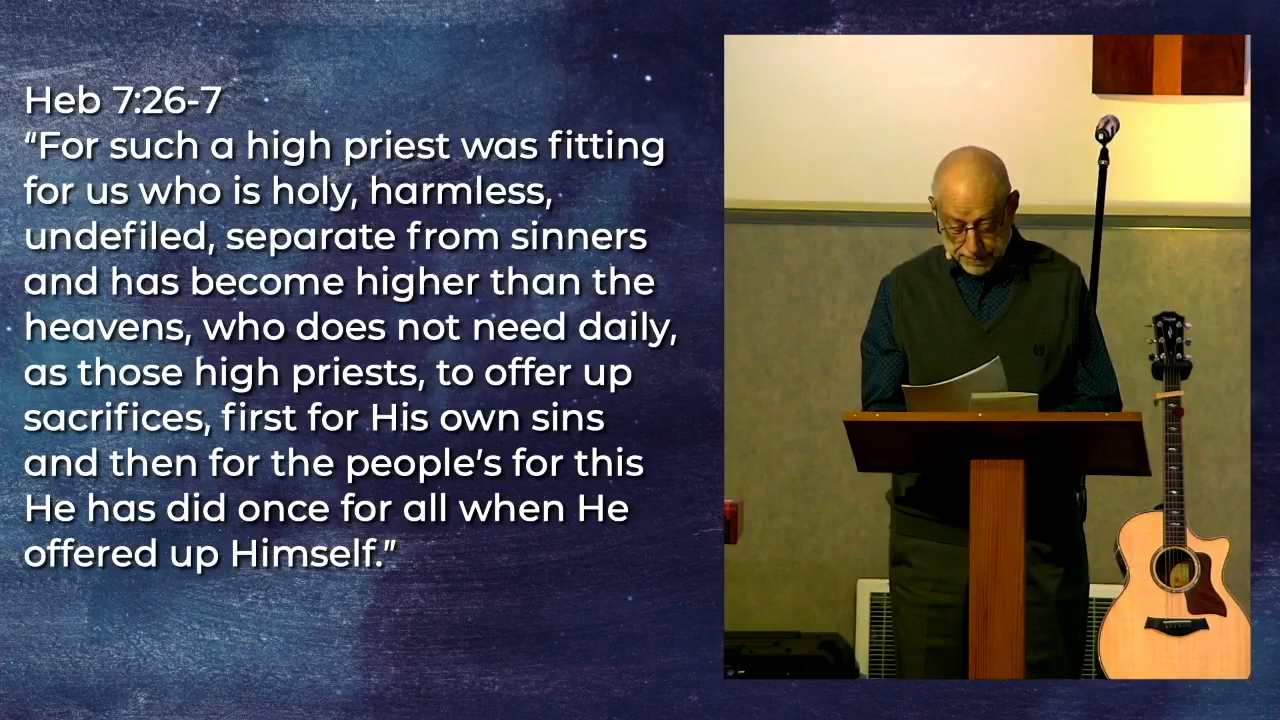 Heb 7:26-7
“For such a high priest was fitting
for us who is holy, harmless,
undefiled, separate from sinners
and has become higher than the
heavens, who does not need daily,
as those high priests, to offer up
sacrifices, first for His own sins
and then for the people’s for this
He has did once for all when He
offered up Himself.”